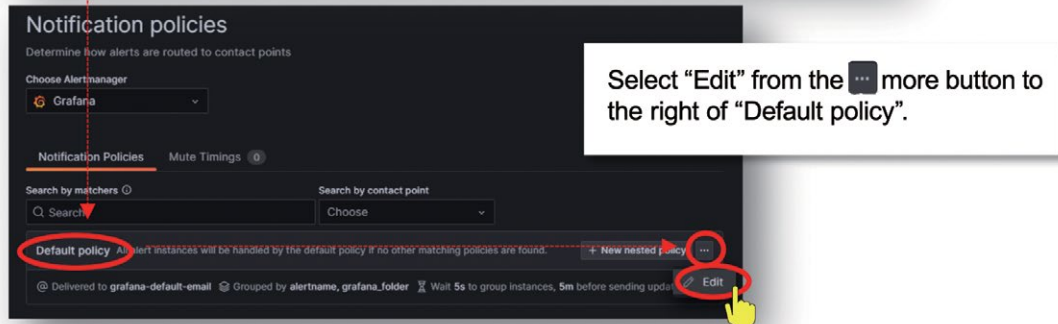 Notification policies
Determine how alerts are routed to contact points
Choose Alertmanager
Grafana
Select “Edit” from the ... more button to
the right of “Default policy”.
Notification Policies Mute Timings 0
Search by matchers
Search by contact point
Search
Choose
Default policy All alert instances will be handled by the default policy if no other matching policies are found.
+ New nested policy ...
@ Delivered to grafana-default-email Grouped by alertname, grafana_folder Wait 5s to group instances, 5m before sending
Edit